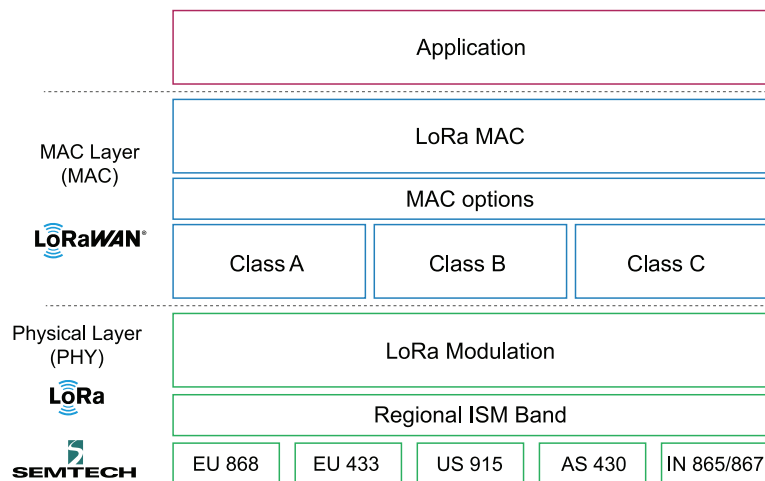 Application
MAC Layer
(MAC)
LoRaWAN®
LoRa MAC
MAC options
Class A
Class B
Class C
Physical Layer
(PHY)
LoRa
SEMTECH
LoRa Modulation
Regional ISM Band
EU 868
EU 433
US 915
AS 430
IN 865/867